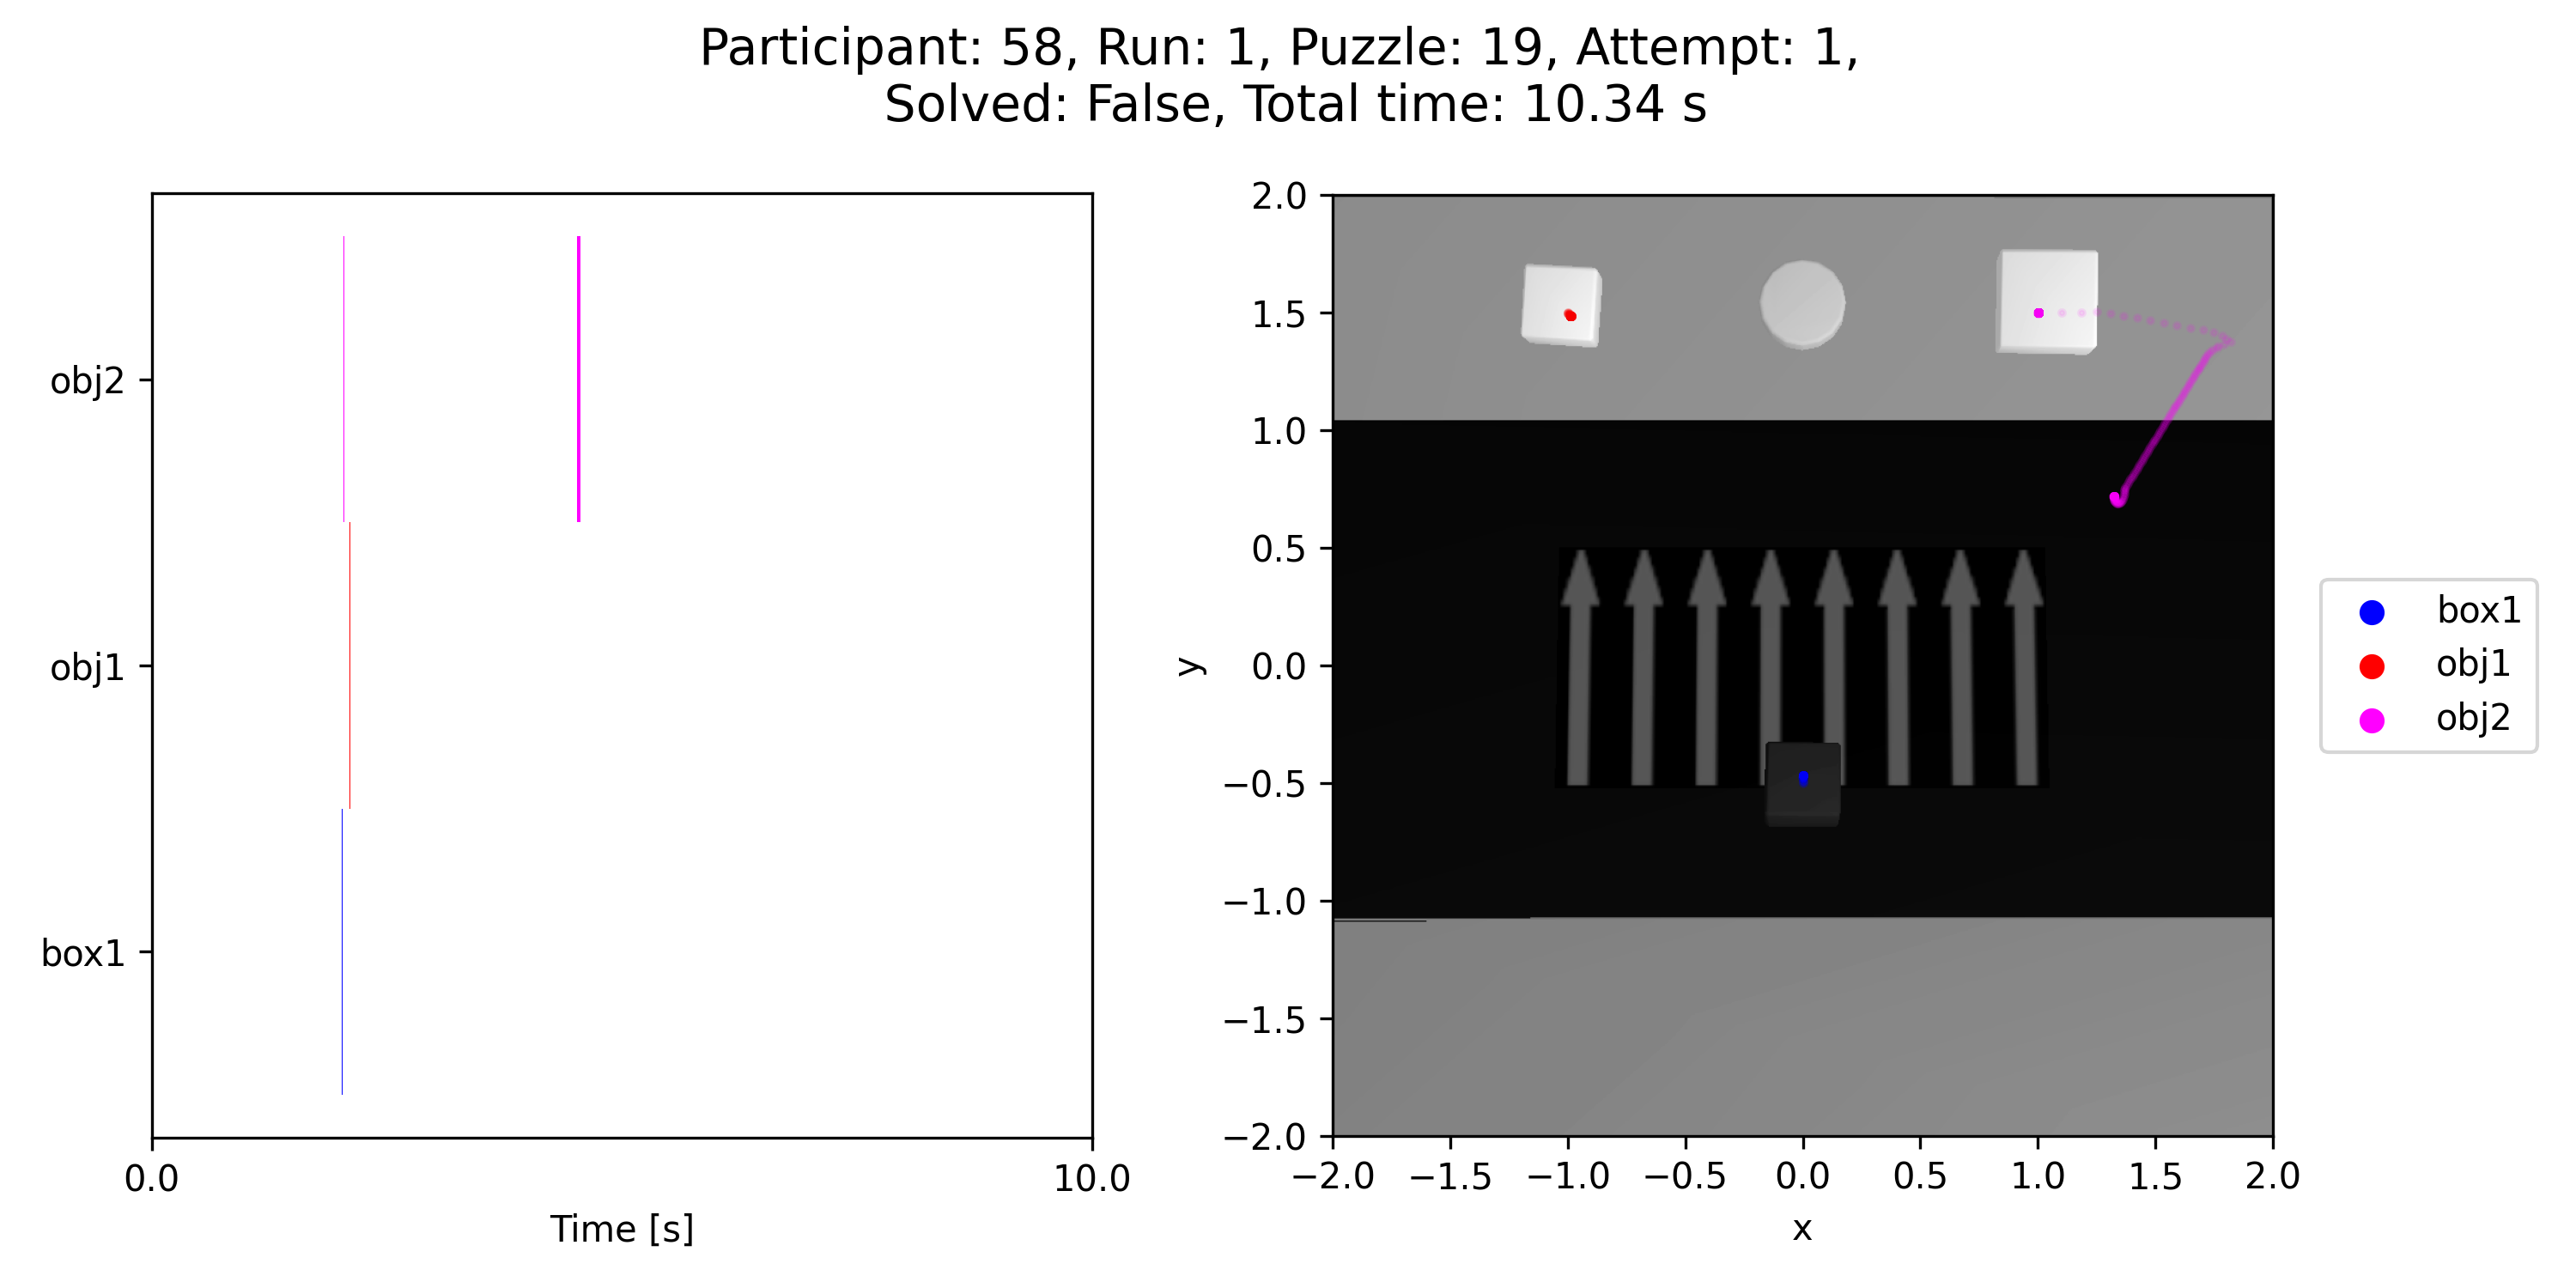 Participant: 58, Run: 1, Puzzle: 19, Attempt: 1,
Solved: False, Total time: 10.34 s
obj2
obj1
box1
0.0
10.0
Time [s]
2.0
1.5
1.0
0.5
0.0
−0.5
−1.0
−1.5
−2.0
y
−2.0
−1.5
−1.0
−0.5
0.0
0.5
1.0
1.5
2.0
x
box1
obj1
obj2